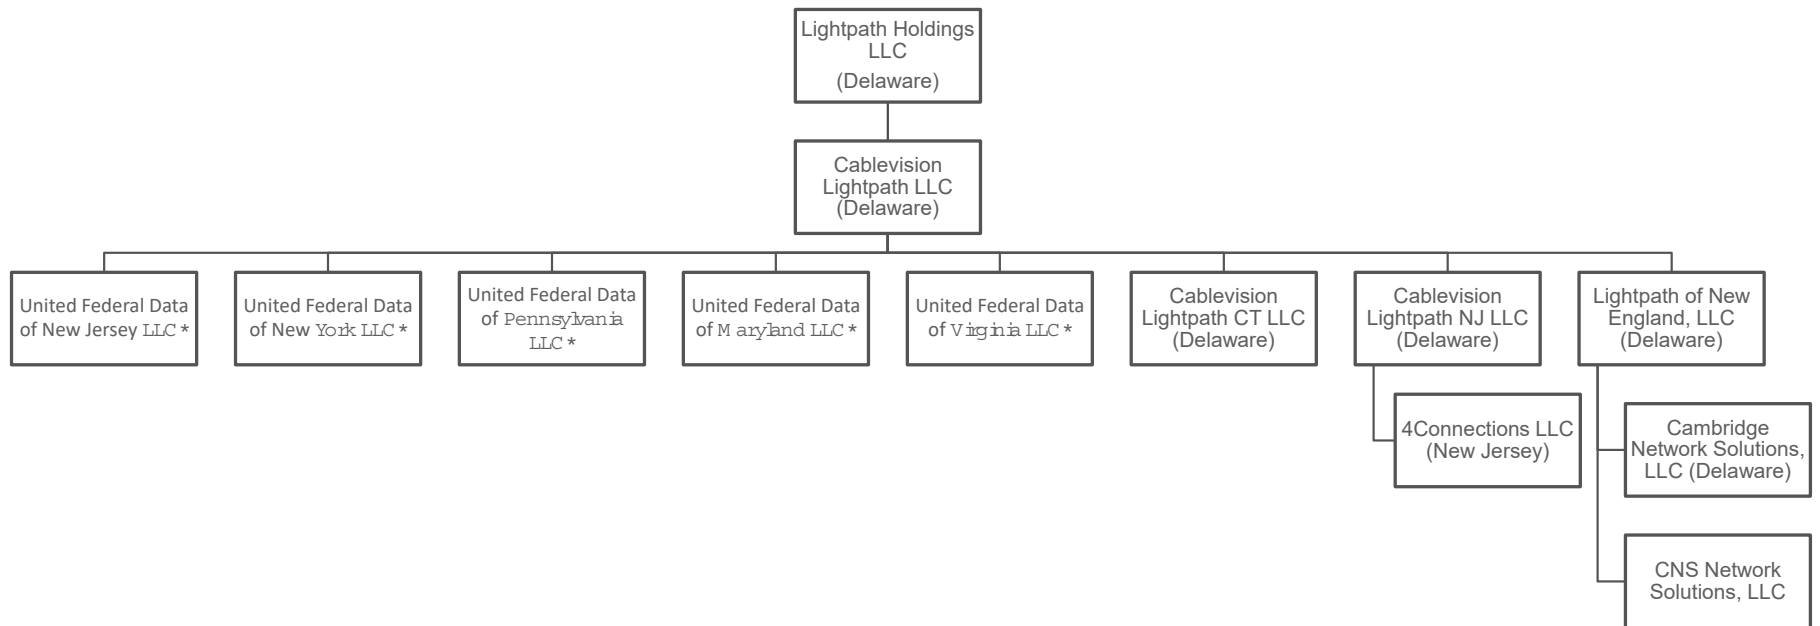 Lightpath Holdings
LLC
(Delaware)
Cablevision
Lightpath LLC
(Delaware)
United Federal Data
of New Jersey LLC *
United Federal Data
of New York LLC *
United Federal Data
of Pennsylvania
LLC *
United Federal Data
of Maryland LLC *
United Federal Data
of Virginia LLC *
Cablevision
Lightpath CT LLC
(Delaware)
Cablevision
Lightpath NJ LLC
(Delaware)
Lightpath of New
England, LLC
(Delaware)
4Connections LLC
(New Jersey)
Cambridge
Network Solutions,
LLC (Delaware)
CNS Network
Solutions, LLC